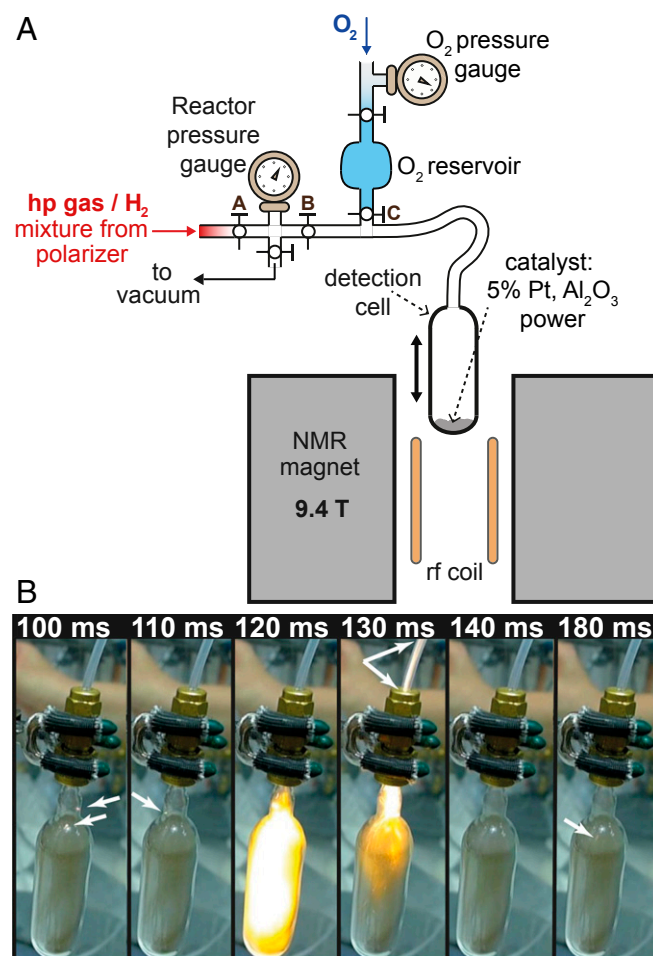 A
O2
O2 pressure
gauge
Reactor
pressure
gauge
O2 reservoir
hp gas / H2
mixture from
polarizer
A
B
C
to
vacuum
detection
cell
catalyst:
5% Pt, Al2O3
power
NMR
magnet
9.4 T
rf coil
B
100 ms
110 ms
120 ms
130 ms
140 ms
180 ms